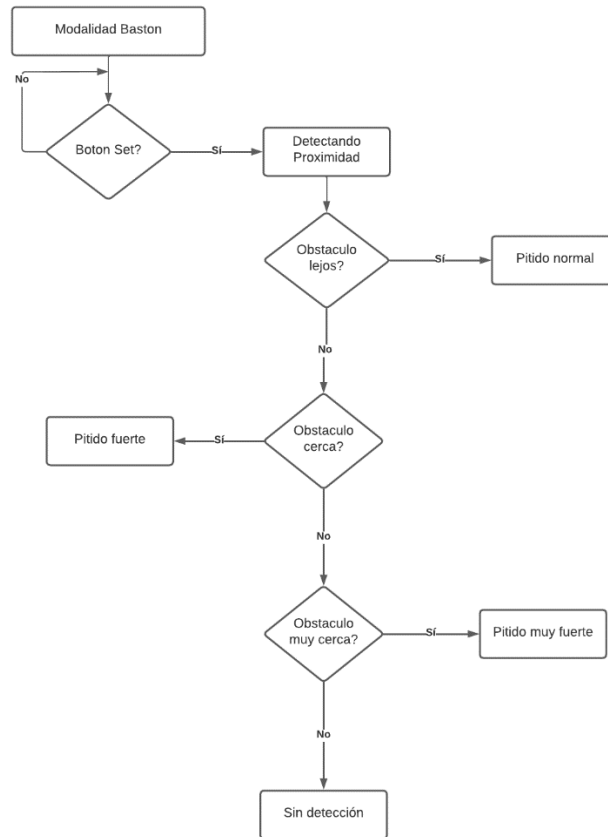 Modalidad Baston
No
Boton Set?
Sí
Detectando
Proximidad
Obstaculo
lejos?
Sí
Pitido normal
No
Obstaculo
cerca?
Sí
Pitido fuerte
No
Obstaculo
muy cerca?
Sí
Pitido muy fuerte
No
Sin detección